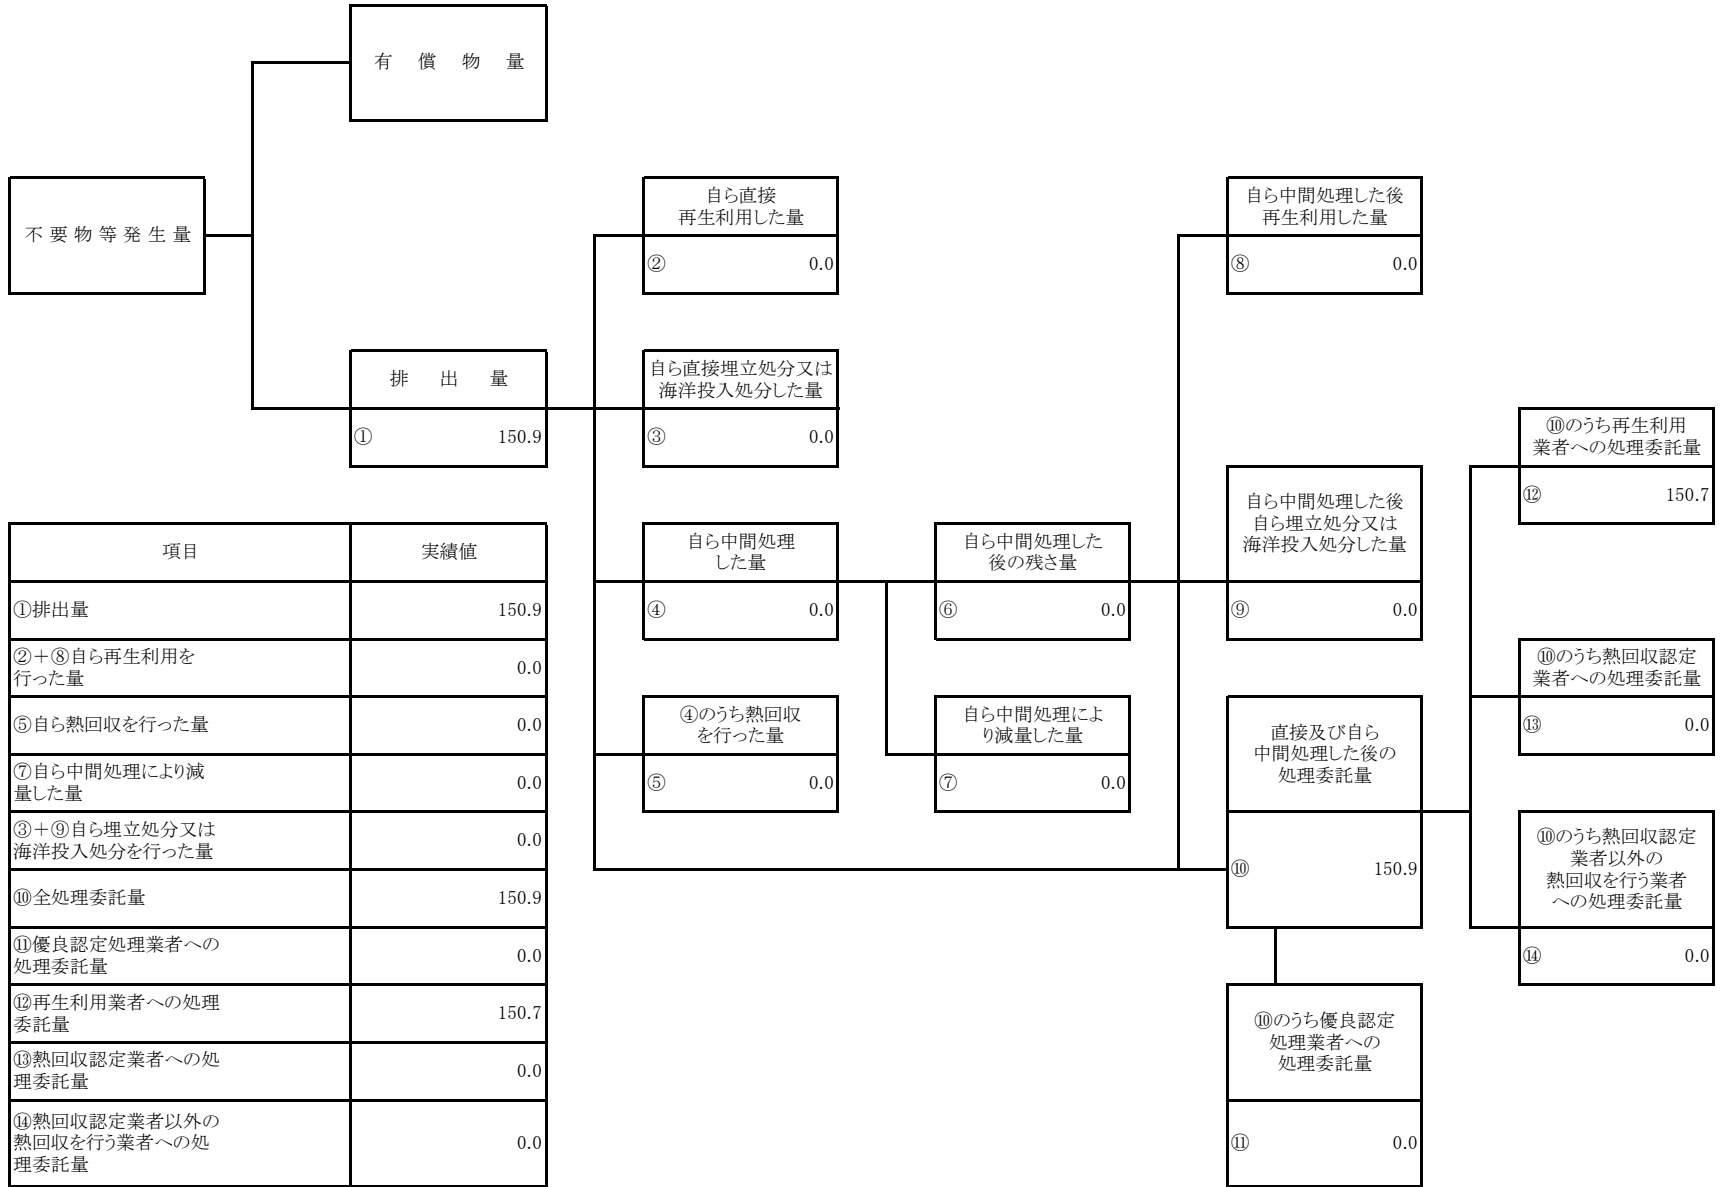 有償物量
不要物等発生量
排出量
① 150.9
自ら直接
再生利用した量
② 0.0
自ら直接埋立処分又は
海洋投入処分した量
③ 0.0
自ら中間処理
した量
④ 0.0
④のうち熱回収
を行った量
⑤ 0.0
自ら中間処理した
後の残さ量
⑥ 0.0
自ら中間処理によ
り減量した量
⑦ 0.0
自ら中間処理した後
再生利用した量
⑧ 0.0
自ら中間処理した後
自ら埋立処分又は
海洋投入処分した量
⑨ 0.0
直接及び自ら
中間処理した後の
処理委託量
⑩ 150.9
⑩のうち優良認定
処理業者への
処理委託量
⑪ 0.0
⑩のうち再生利用
業者への処理委託量
⑫ 150.7
⑩のうち熱回収認定
業者への処理委託量
⑬ 0.0
⑩のうち熱回収認定
業者以外の
熱回収を行う業者
への処理委託量
⑭ 0.0
項目 実績値
①排出量 150.9
②＋⑧自ら再生利用を
行った量 0.0
⑤自ら熱回収を行った量 0.0
⑦自ら中間処理により減
量した量 0.0
③＋⑨自ら埋立処分又は
海洋投入処分を行った量 0.0
⑩全処理委託量 150.9
⑪優良認定処理業者への
処理委託量 0.0
⑫再生利用業者への処理
委託量 150.7
⑬熱回収認定業者への処
理委託量 0.0
⑭熱回収認定業者以外の
熱回収を行う業者への処
理委託量 0.0